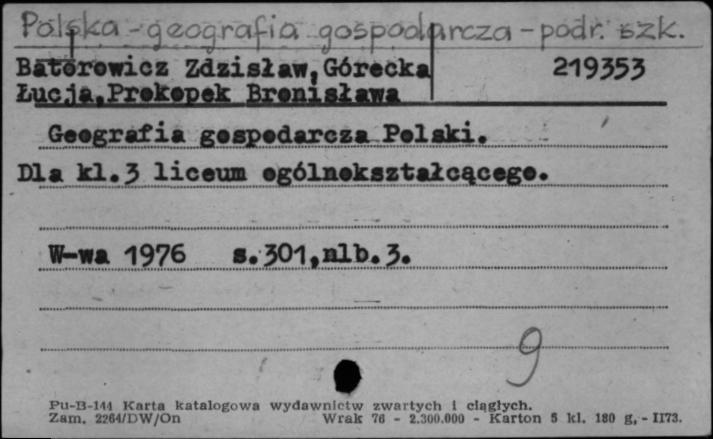 Polska - geografia gospodarcza - podr. szk.
Batorowicz Zdzisław,Górecka 219353
Łucja,Prokopek Bronisława
Geografia gospodarcza Polski.
Dla kl.3 liceum ogólnokształcącego.
W-wa 1976 s.301,nlb.3.
9
Pu-B-144 Karta katalogowa wydawnictw zwartych i ciągłych.
Zam. 2264/DW/On Wrak 76 - 2.300.000 - Karton 5 kl. 180 g, - II73.